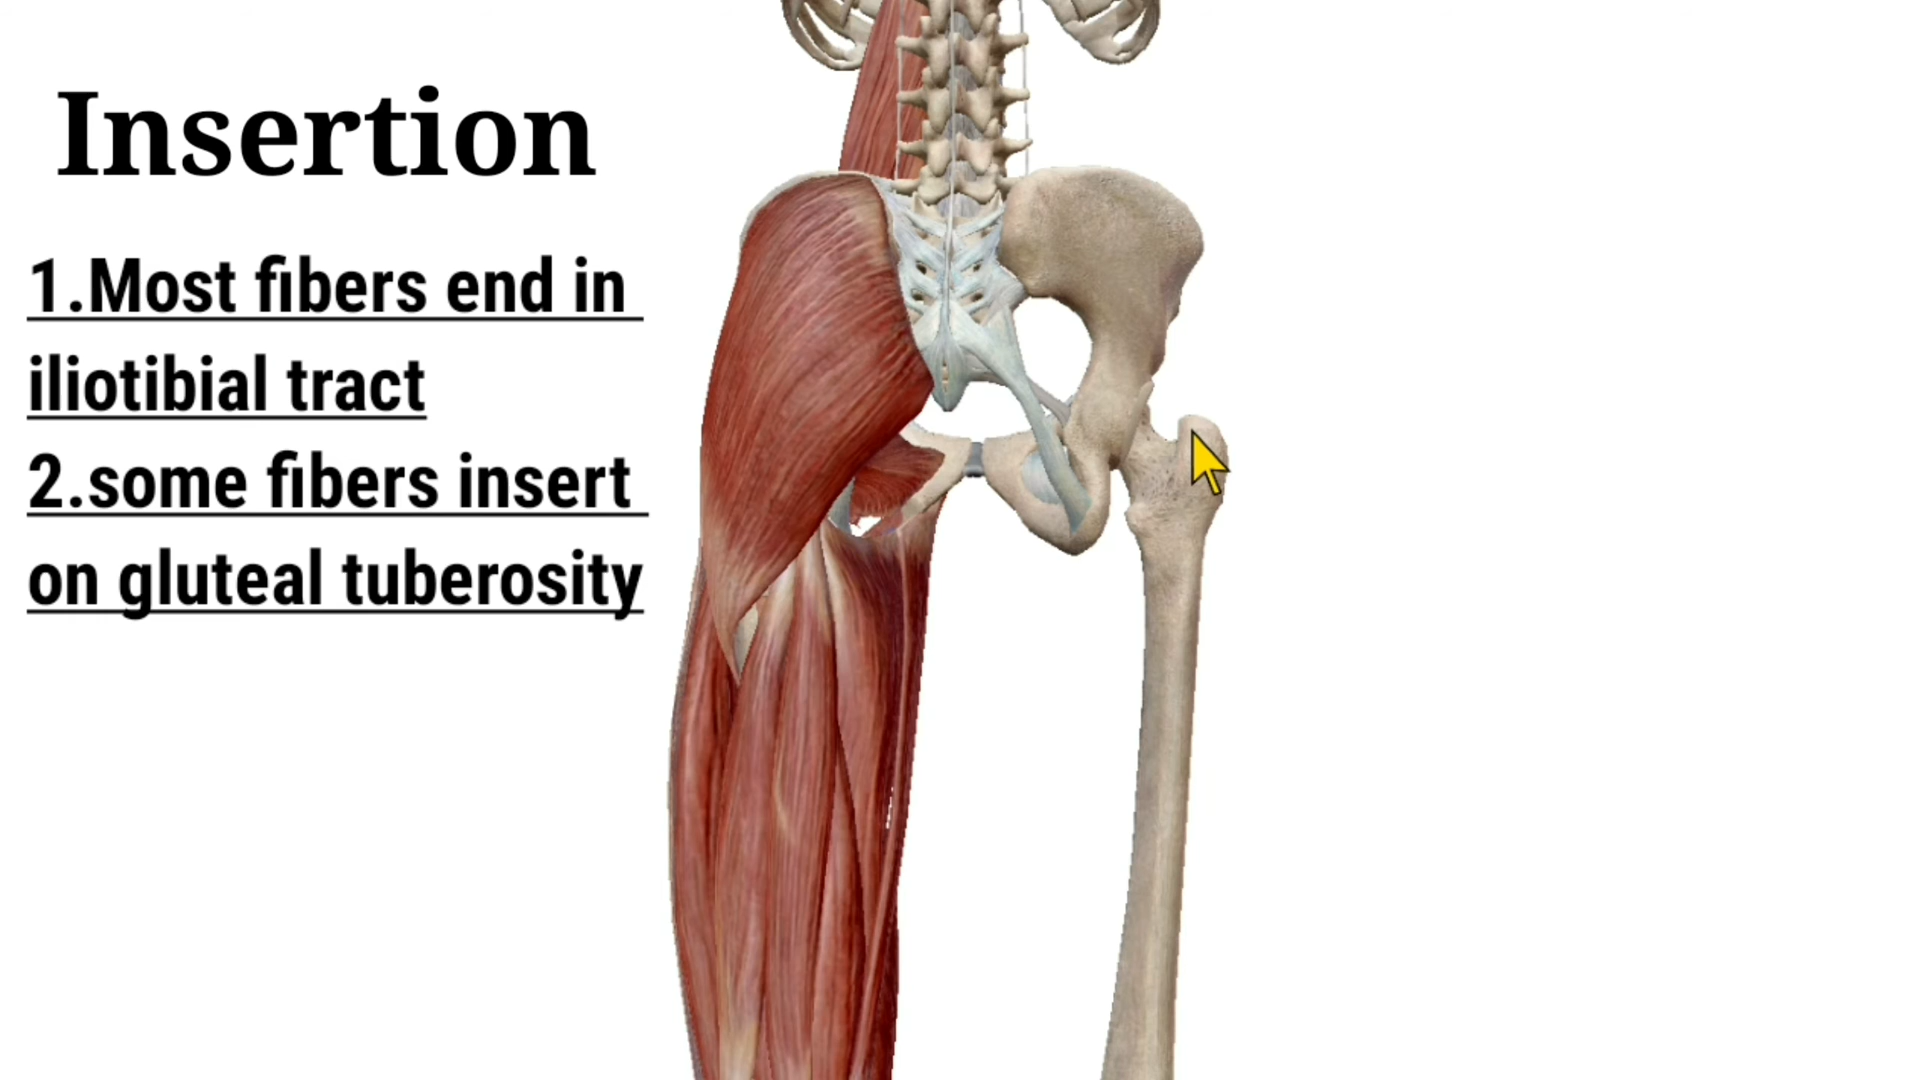 Insertion
1.Most fibers end in
iliotibial tract
2.some fibers insert
on gluteal tuberosity